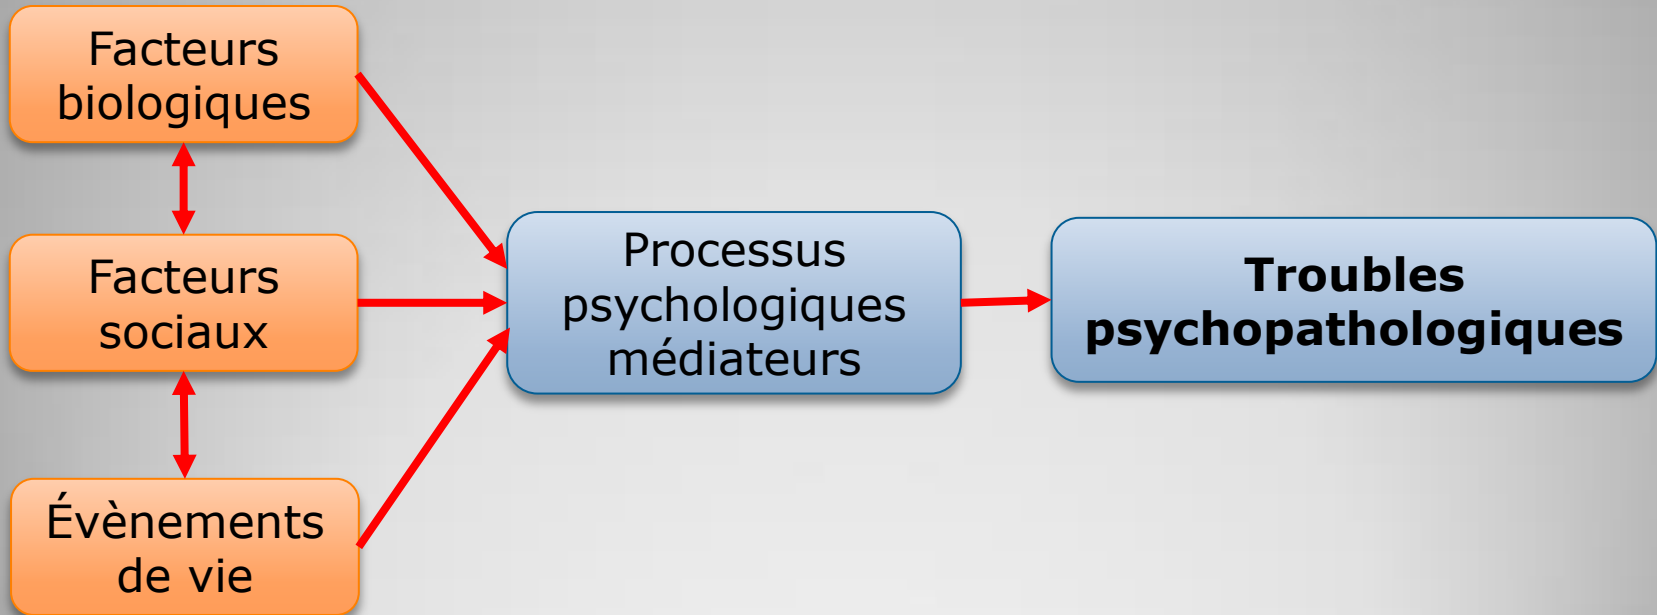 Facteurs
biologiques
Facteurs
sociaux
Évènements
de vie
Processus
psychologiques
médiateurs
Troubles
psychopathologiques